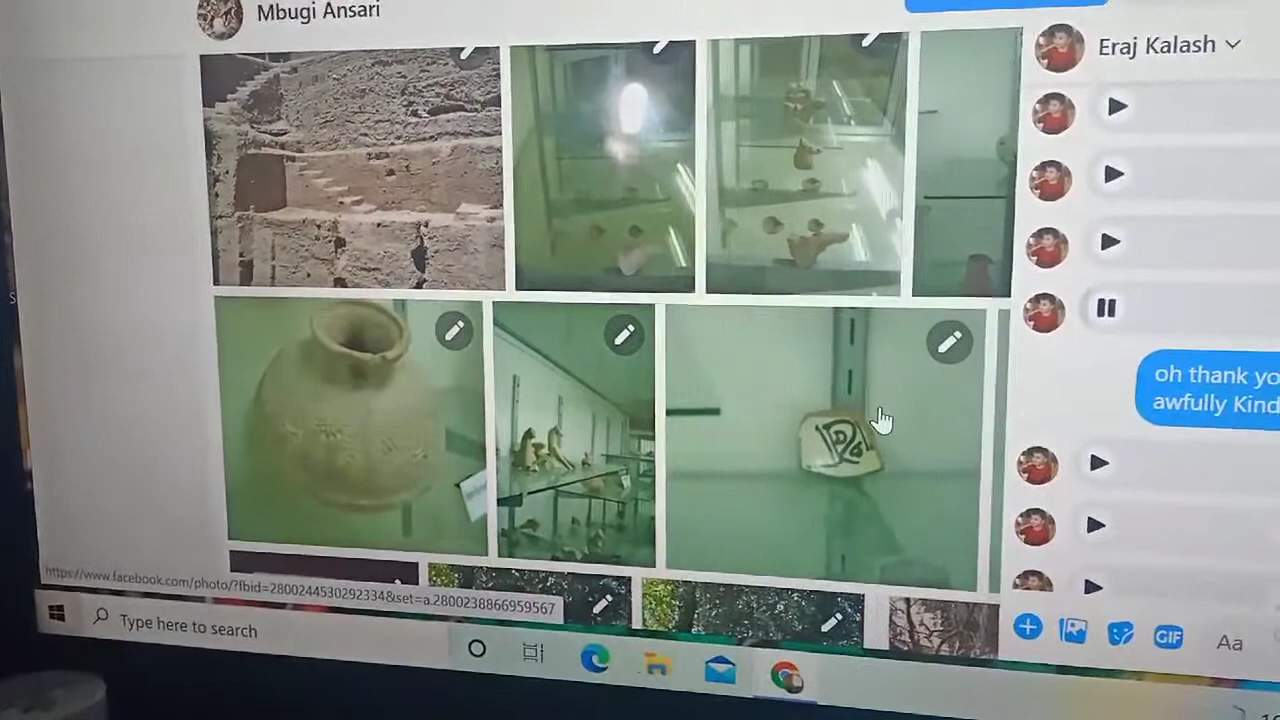 Mbugi Ansari
Eraj Kalash
oh thank yo
awfully Kind
https://www.facebook.com/photo/?fbid=2800244530292334&set=a.2800238866959567
Type here to search
GIF
Aa